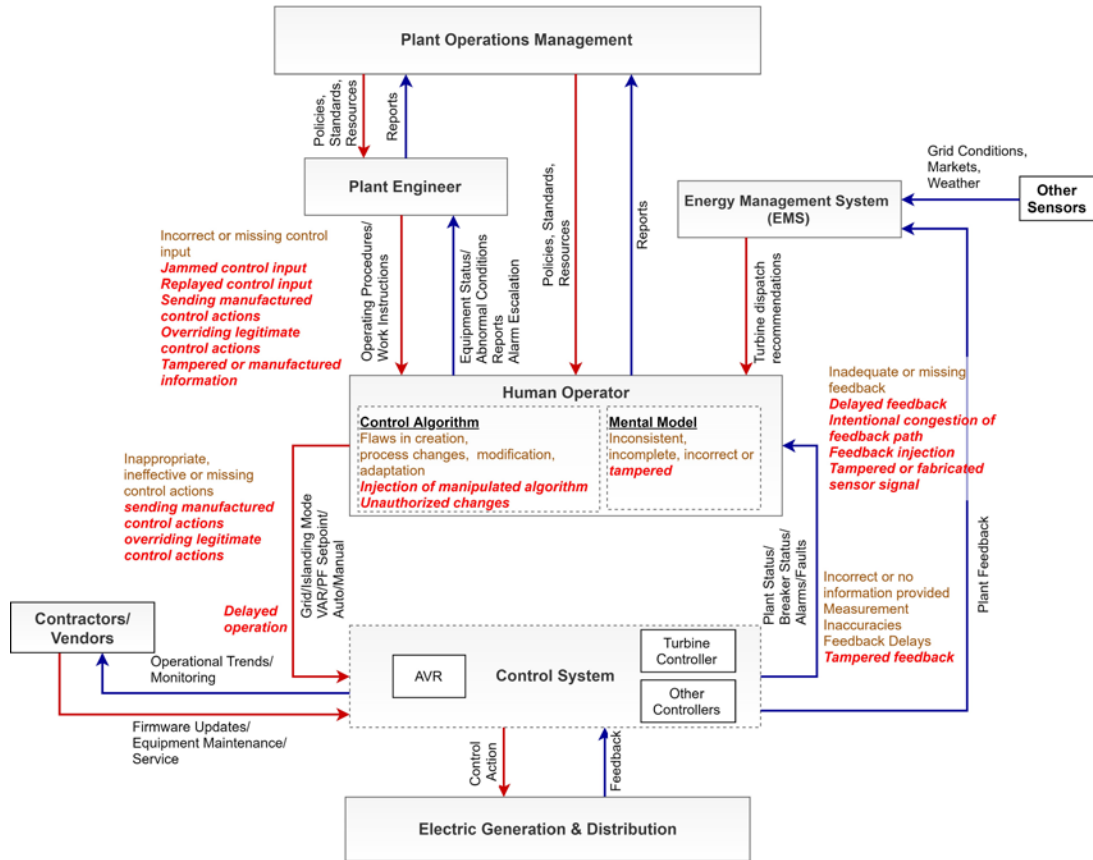 Plant Operations Management
Policies,
Standards,
Resources
Reports
Policies, Standards,
Resources
Reports
Plant Engineer
Grid Conditions,
Markets,
Weather
Other
Sensors
Energy Management System
(EMS)
Incorrect or missing control
input
Jammed control input
Replayed control input
Sending manufactured
control actions
Overriding legitimate
control actions
Tampered or manufactured
information
Operating Procedures/
Work Instructions
Equipment Status/
Abnormal Conditions
Reports
Alarm Escalation
Turbine dispatch
recommendations
Human Operator
Control Algorithm
Flaws in creation,
process changes, modification,
adaptation
Injection of manipulated algorithm
Unauthorized changes
Mental Model
Inconsistent,
incomplete, incorrect or
tampered
Inadequate or missing
feedback
Delayed feedback
Intentional congestion of
feedback path
Feedback injection
Tampered or fabricated
sensor signal
Inappropriate,
ineffective or missing
control actions
sending manufactured
control actions
overriding legitimate
control actions
Grid/Islanding Mode
VAR/PF Setpoint/
Auto/Manual
Delayed
operation
Plant Status/
Breaker Status/
Alarms/Faults
Incorrect or no
information provided
Measurement
Inaccuracies
Feedback Delays
Tampered feedback
Plant Feedback
Contractors/
Vendors
Operational Trends/
Monitoring
Firmware Updates/
Equipment Maintenance/
Service
AVR
Control System
Turbine
Controller
Other
Controllers
Control
Action
Feedback
Electric Generation & Distribution